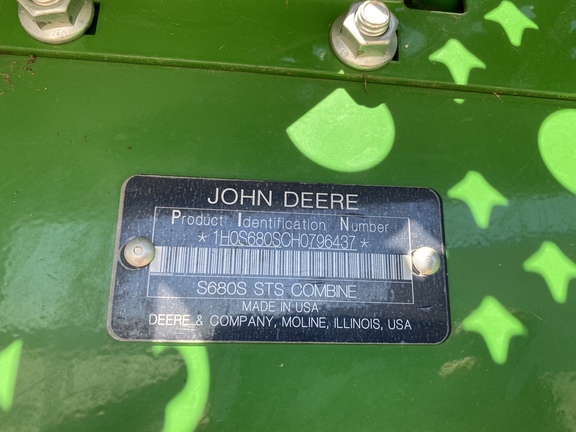 JOHN DEERE
Product Identification Number
*1H0S680SCH0796437*
S680S STS COMBINE
MADE IN USA
DEERE & COMPANY, MOLINE, ILLINOIS, USA